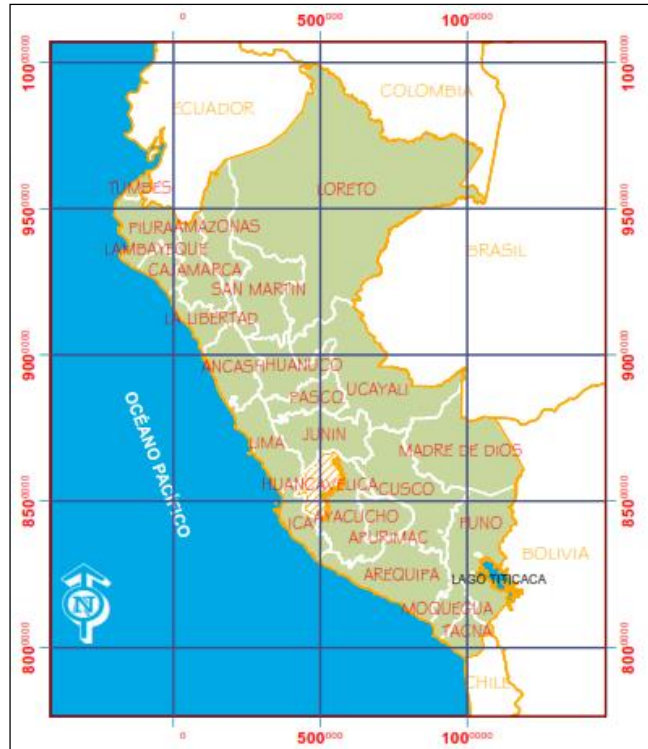 0
500000
1000000
1000000
ECUADOR
COLOMBIA
1000000
TUMBES
LORETO
950000
PIURA
AMAZONAS
950000
LAMBAYEQUE
BRASIL
CAJAMARCA
SAN MARTIN
LA LIBERTAD
900000
ANCASH
HUANUCO
900000
PASCO
UCAYALI
OCÉANO PACÍFICO
LIMA
JUNIN
MADRE DE DIOS
HUANCAVELICA
CUSCO
850000
ICA
AYACUCHO
PUNO
850000
APURIMAC
BOLIVIA
AREQUIPA
LAGO TITICACA
N
MOQUEGUA
TACNA
800000
800000
CHILE
0
500000
1000000